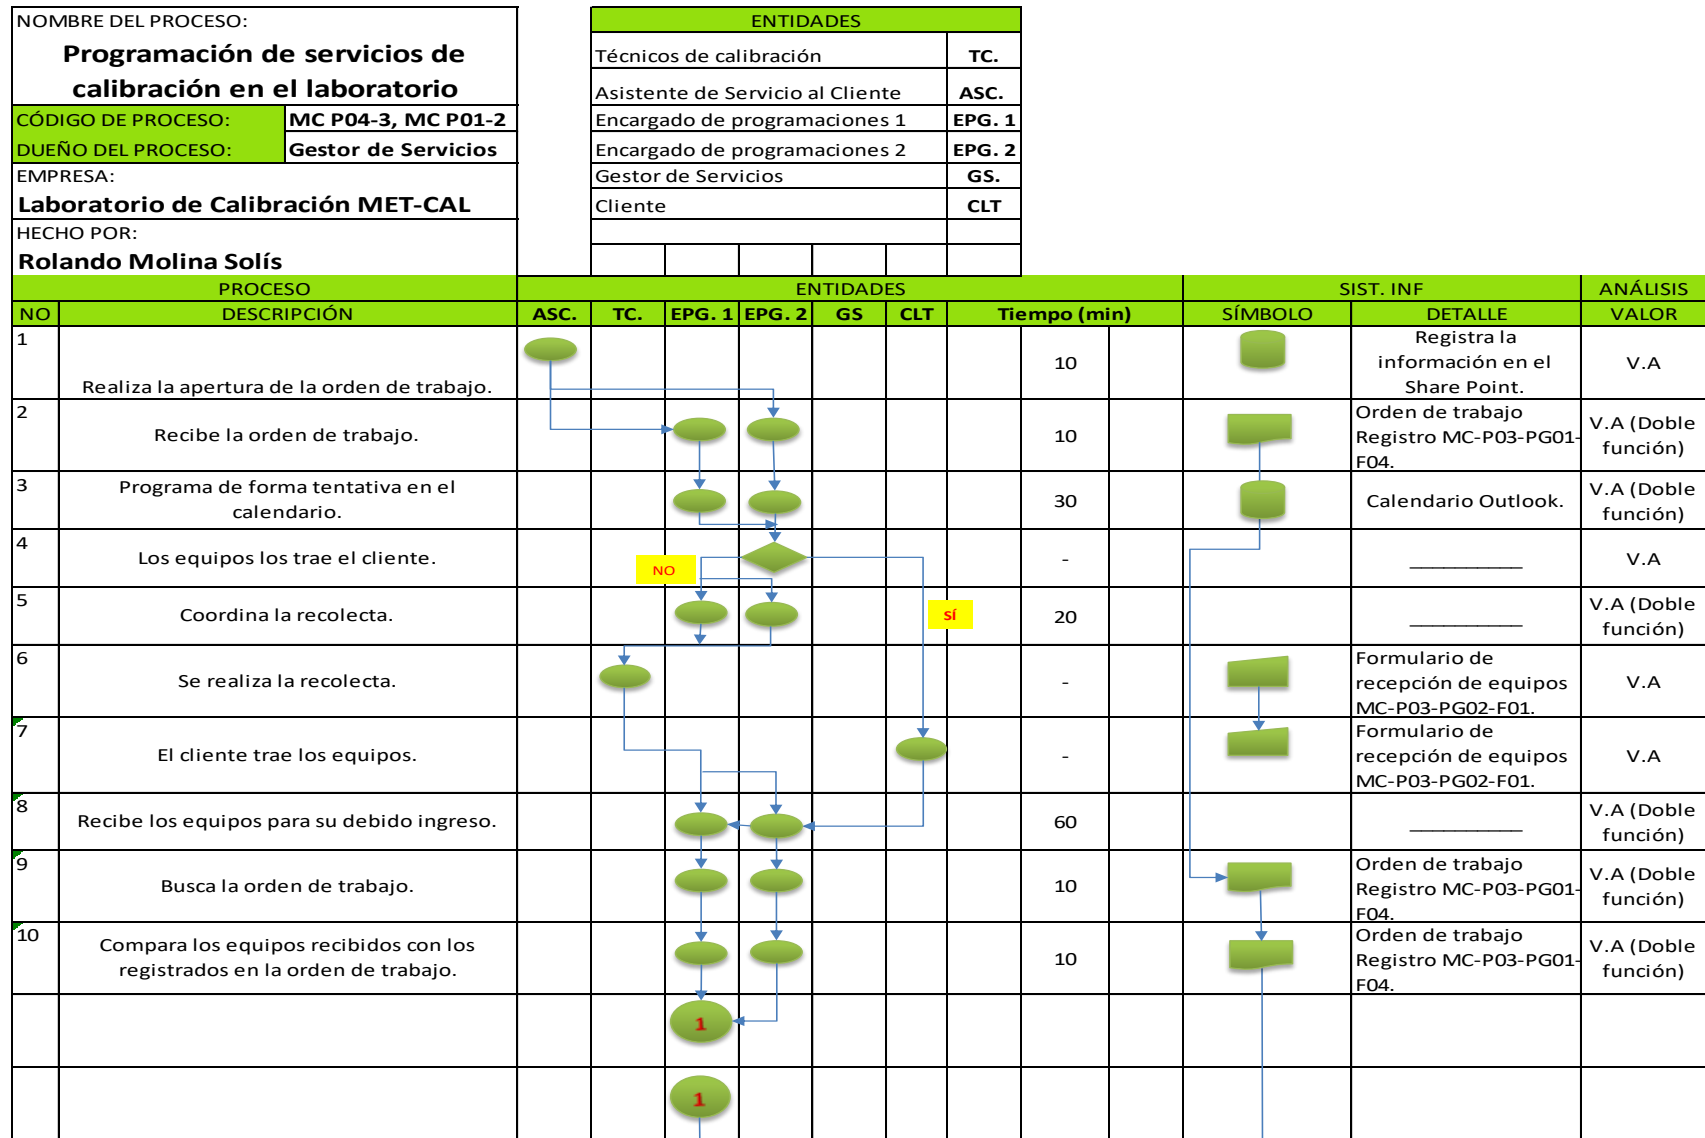 NOMBRE DEL PROCESO:
Programación de servicios de
calibración en el laboratorio
CÓDIGO DE PROCESO: MC P04-3, MC P01-2
DUEÑO DEL PROCESO: Gestor de Servicios
EMPRESA:
Laboratorio de Calibración MET-CAL
HECHO POR:
Rolando Molina Solís
ENTIDADES
Técnicos de calibración TC.
Asistente de Servicio al Cliente ASC.
Encargado de programaciones 1 EPG. 1
Encargado de programaciones 2 EPG. 2
Gestor de Servicios GS.
Cliente CLT
PROCESO ENTIDADES SIST. INF ANÁLISIS
NO DESCRIPCIÓN ASC. TC. EPG. 1 EPG. 2 GS CLT Tiempo (min) SÍMBOLO DETALLE VALOR
1
Realiza la apertura de la orden de trabajo.
10
Registra la
información en el
Share Point.
V.A
2
Recibe la orden de trabajo.
10
Orden de trabajo
Registro MC-P03-PG01-
F04.
V.A (Doble
función)
3
Programa de forma tentativa en el
calendario.
30
Calendario Outlook.
V.A (Doble
función)
4
Los equipos los trae el cliente.
NO
-
__________
V.A
5
Coordina la recolecta.
SÍ
20
__________
V.A (Doble
función)
6
Se realiza la recolecta.
-
Formulario de
recepción de equipos
MC-P03-PG02-F01.
V.A
7
El cliente trae los equipos.
-
Formulario de
recepción de equipos
MC-P03-PG02-F01.
V.A
8
Recibe los equipos para su debido ingreso.
60
__________
V.A (Doble
función)
9
Busca la orden de trabajo.
10
Orden de trabajo
Registro MC-P03-PG01-
F04.
V.A (Doble
función)
10
Compara los equipos recibidos con los
registrados en la orden de trabajo.
10
Orden de trabajo
Registro MC-P03-PG01-
F04.
V.A (Doble
función)
1
1